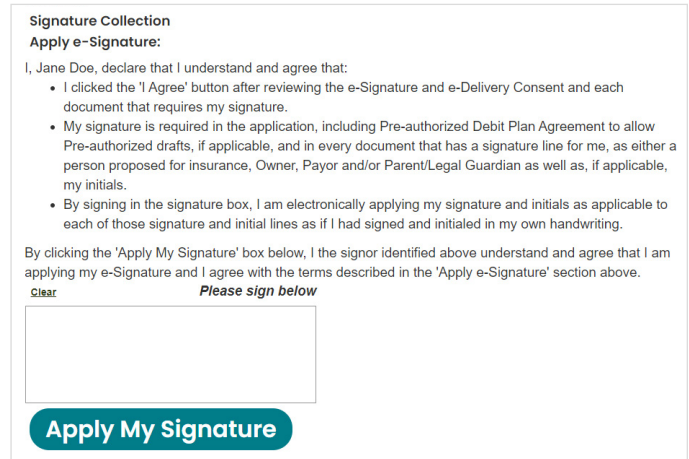 Signature Collection
Apply e-Signature:
I, Jane Doe, declare that I understand and agree that:
• I clicked the 'I Agree' button after reviewing the e-Signature and e-Delivery Consent and each
document that requires my signature.
• My signature is required in the application, including Pre-authorized Debit Plan Agreement to allow
Pre-authorized drafts, if applicable, and in every document that has a signature line for me, as either a
person proposed for insurance, Owner, Payor and/or Parent/Legal Guardian as well as, if applicable,
my initials.
• By signing in the signature box, I am electronically applying my signature and initials as applicable to
each of those signature and initial lines as if I had signed and initialed in my own handwriting.
By clicking the 'Apply My Signature' box below, I the signor identified above understand and agree that I am
applying my e-Signature and I agree with the terms described in the 'Apply e-Signature' section above.
Clear Please sign below
Apply My Signature